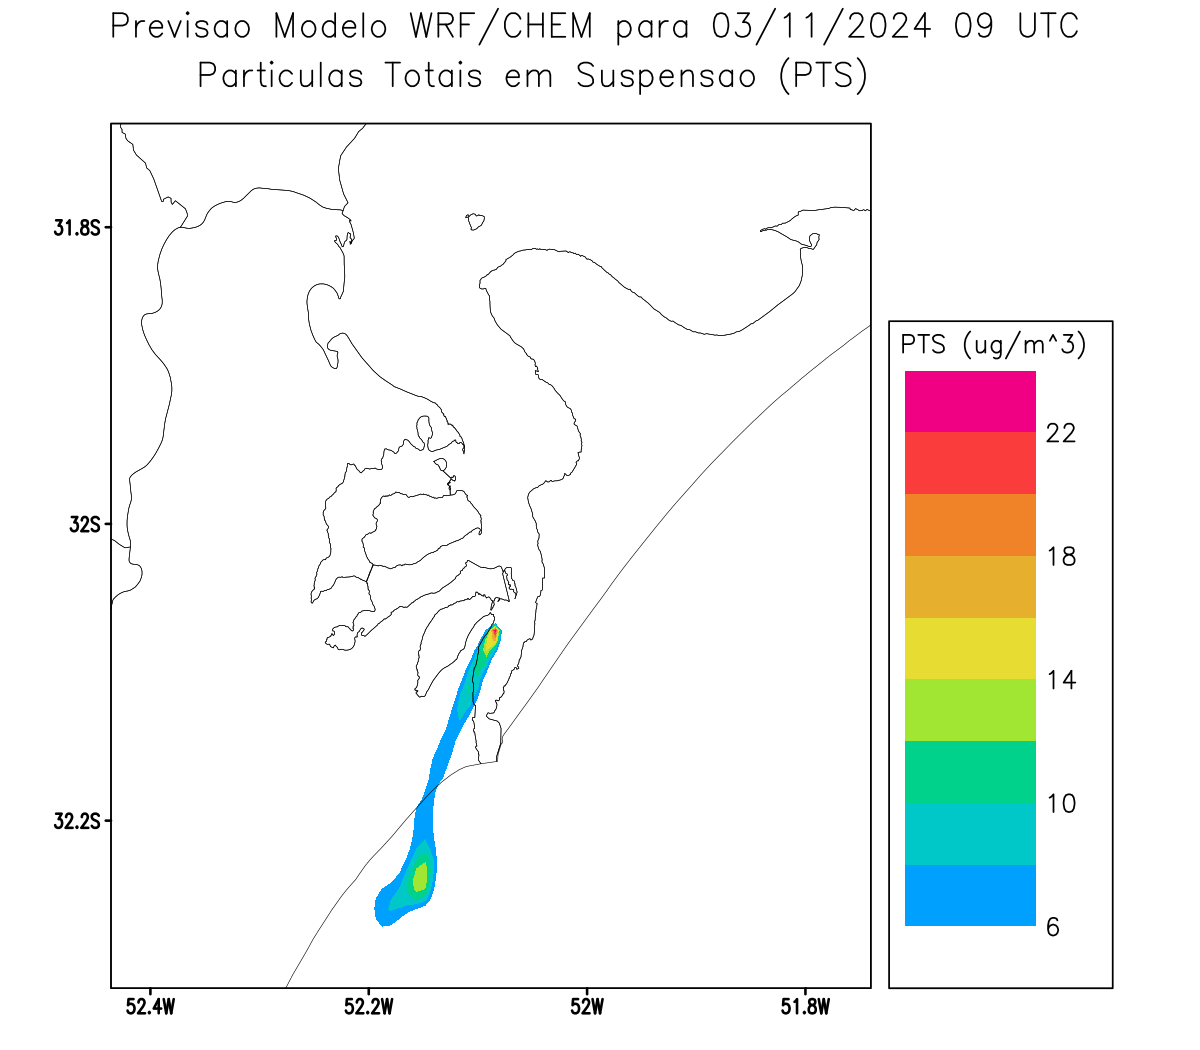 Previsao Modelo WRF/CHEM para 03/11/2024 09 UTC
Particulas Totais em Suspensao (PTS)
31.8S
32S
32.2S
52.4W
52.2W
52W
51.8W
PTS (ug/m^3)
22
18
14
10
6